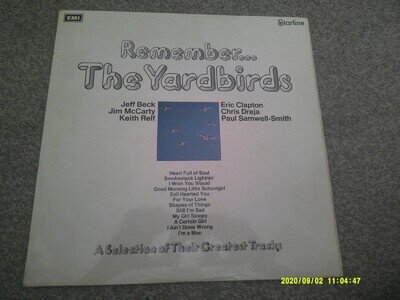 EMI
Starline
Remember...
The Yardbirds
Jeff Beck
Jim McCarty
Keith Relf
Eric Clapton
Chris Dreja
Paul Samwell-Smith
Heart Full of Soul
Smokestack Lightnin'
I Wish You Would
Good Morning Little Schoolgirl
Evil Hearted You
For Your Love
Shapes of Things
Still I'm Sad
My Girl Sloopy
A Certain Girl
I Ain't Done Wrong
I'm a Man
A Selection of Their Greatest Tracks
2020/09/02 11:04:47